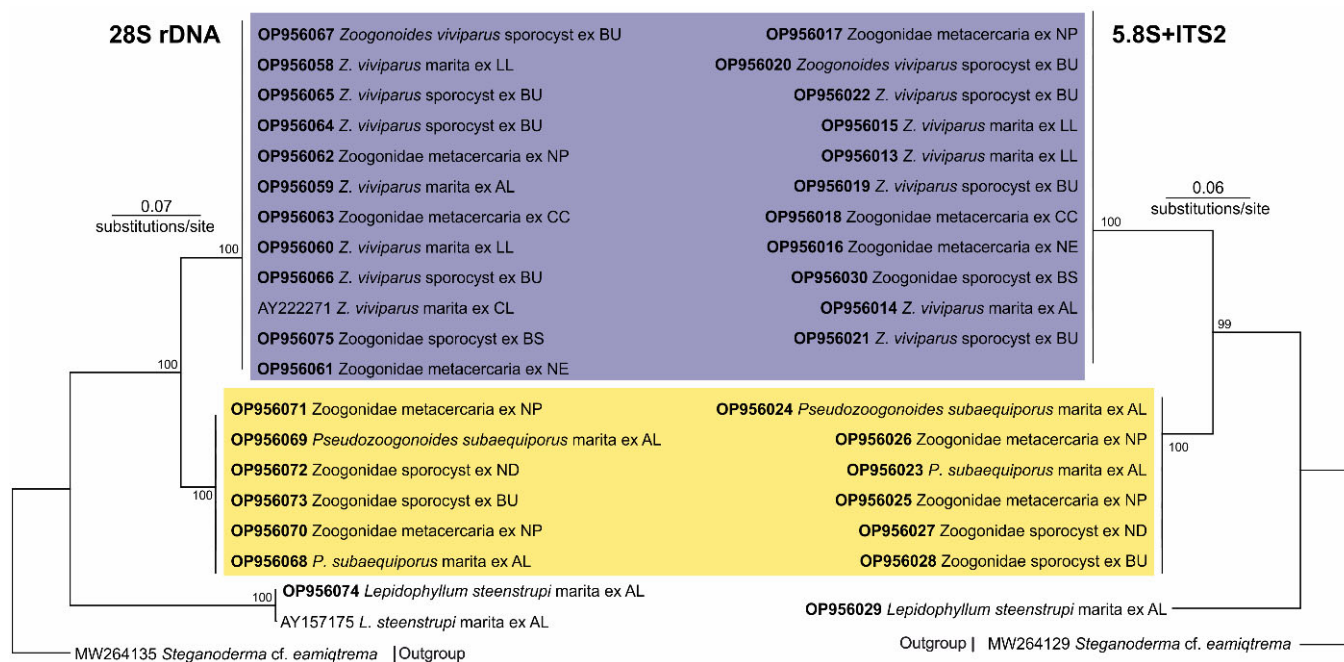 28S rDNA
OP956067 Zoogonoides viviparus sporocyst ex BU
OP956058 Z. viviparus marita ex LL
OP956065 Z. viviparus sporocyst ex BU
OP956064 Z. viviparus sporocyst ex BU
OP956062 Zoogonidae metacercaria ex NP
OP956059 Z. viviparus marita ex AL
OP956063 Zoogonidae metacercaria ex CC
OP956060 Z. viviparus marita ex LL
OP956066 Z. viviparus sporocyst ex BU
AY222271 Z. viviparus marita ex CL
OP956075 Zoogonidae sporocyst ex BS
OP956061 Zoogonidae metacercaria ex NE
0.07
substitutions/site
100
100
100
OP956071 Zoogonidae metacercaria ex NP
OP956069 Pseudozoogonoides subaequiporus marita ex AL
OP956072 Zoogonidae sporocyst ex ND
OP956073 Zoogonidae sporocyst ex BU
OP956070 Zoogonidae metacercaria ex NP
OP956068 P. subaequiporus marita ex AL
100
OP956074 Lepidophyllum steenstrupi marita ex AL
AY157175 L. steenstrupi marita ex AL
MW264135 Steganoderma cf. eamiqtrema |Outgroup
5.8S+ITS2
OP956017 Zoogonidae metacercaria ex NP
OP956020 Zoogonoides viviparus sporocyst ex BU
OP956022 Z. viviparus sporocyst ex BU
OP956015 Z. viviparus marita ex LL
OP956013 Z. viviparus marita ex LL
OP956019 Z. viviparus sporocyst ex BU
OP956018 Zoogonidae metacercaria ex CC
OP956016 Zoogonidae metacercaria ex NE
OP956030 Zoogonidae sporocyst ex BS
OP956014 Z. viviparus marita ex AL
OP956021 Z. viviparus sporocyst ex BU
0.06
substitutions/site
100
99
100
OP956024 Pseudozoogonoides subaequiporus marita ex AL
OP956026 Zoogonidae metacercaria ex NP
OP956023 P. subaequiporus marita ex AL
OP956025 Zoogonidae metacercaria ex NP
OP956027 Zoogonidae sporocyst ex ND
OP956028 Zoogonidae sporocyst ex BU
OP956029 Lepidophyllum steenstrupi marita ex AL
Outgroup | MW264129 Steganoderma cf. eamiqtrema